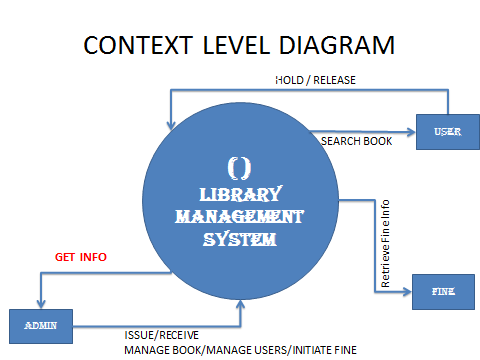 CONTEXT LEVEL DIAGRAM
HOLD / RELEASE
USER
SEARCH BOOK
()
LIBRARY
MANAGEMENT
SYSTEM
Retrieve Fine Info
GET INFO
FINE
ADMIN
ISSUE/RECEIVE
MANAGE BOOK/MANAGE USERS/INITIATE FINE